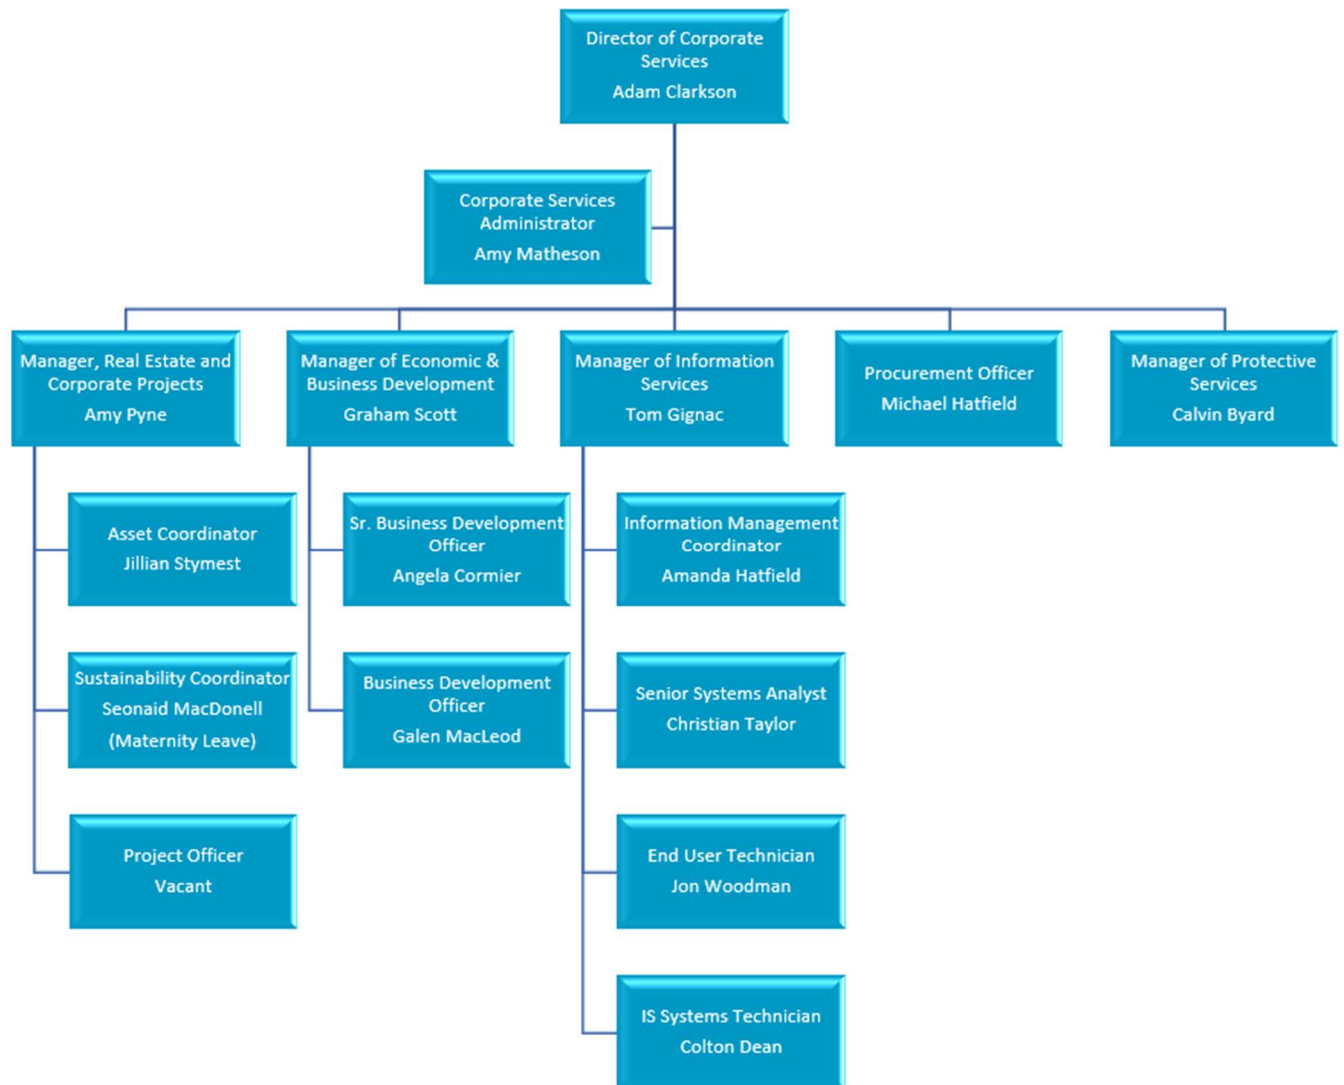 Director of Corporate
Services
Adam Clarkson
Corporate Services
Administrator
Amy Matheson
Manager, Real Estate and
Corporate Projects
Amy Pyne
Manager of Economic &
Business Development
Graham Scott
Manager of Information
Services
Tom Gignac
Procurement Officer
Michael Hatfield
Manager of Protective
Services
Calvin Byard
Asset Coordinator
Jillian Stymest
Sr. Business Development
Officer
Angela Cormier
Information Management
Coordinator
Amanda Hatfield
Sustainability Coordinator
Seonaid MacDonell
(Maternity Leave)
Business Development
Officer
Galen MacLeod
Senior Systems Analyst
Christian Taylor
Project Officer
Vacant
End User Technician
Jon Woodman
IS Systems Technician
Colton Dean